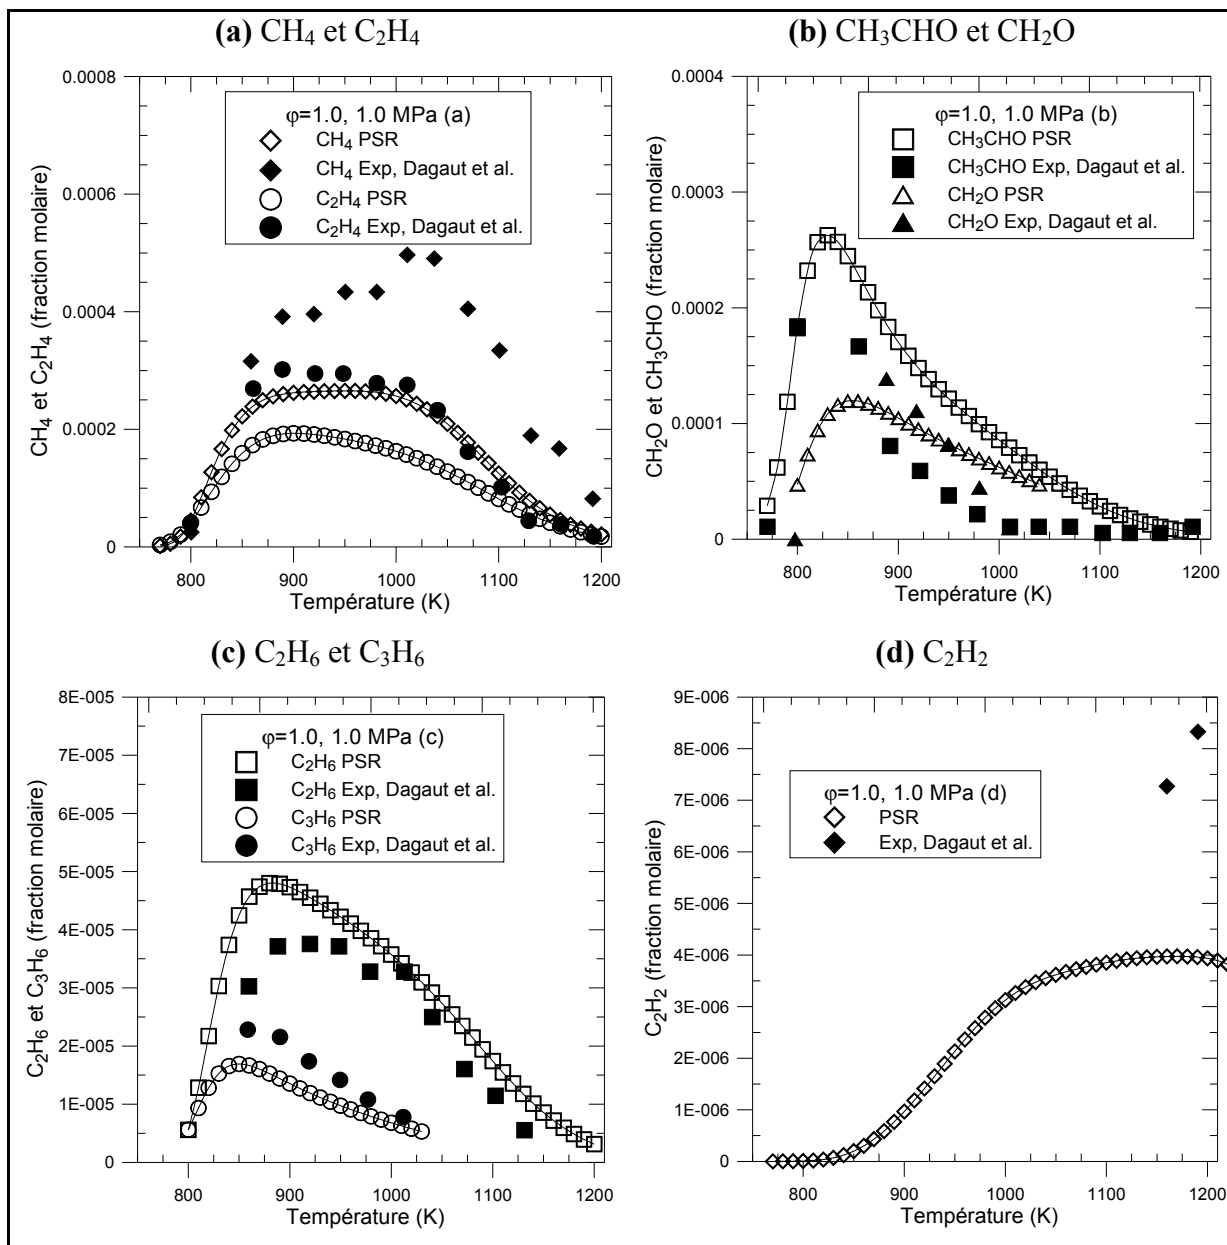 (a) CH₄ et C₂H₄
0.0008
0.0006
0.0004
0.0002
0
CH₄ et C₂H₄ (fraction molaire)
φ=1.0, 1.0 MPa (a)
CH₄ PSR
CH₄ Exp, Dagaut et al.
C₂H₄ PSR
C₂H₄ Exp, Dagaut et al.
800 900 1000 1100 1200
Température (K)
(b) CH₃CHO et CH₂O
0.0004
0.0003
0.0002
0.0001
0
CH₂O et CH₃CHO (fraction molaire)
φ=1.0, 1.0 MPa (b)
CH₃CHO PSR
CH₃CHO Exp, Dagaut et al.
CH₂O PSR
CH₂O Exp, Dagaut et al.
800 900 1000 1100 1200
Température (K)
(c) C₂H₆ et C₃H₆
8E-005
7E-005
6E-005
5E-005
4E-005
3E-005
2E-005
1E-005
0
C₂H₆ et C₃H₆ (fraction molaire)
φ=1.0, 1.0 MPa (c)
C₂H₆ PSR
C₂H₆ Exp, Dagaut et al.
C₃H₆ PSR
C₃H₆ Exp, Dagaut et al.
800 900 1000 1100 1200
Température (K)
(d) C₂H₂
9E-006
8E-006
7E-006
6E-006
5E-006
4E-006
3E-006
2E-006
1E-006
0
C₂H₂ (fraction molaire)
φ=1.0, 1.0 MPa (d)
PSR
Exp, Dagaut et al.
800 900 1000 1100 1200
Température (K)